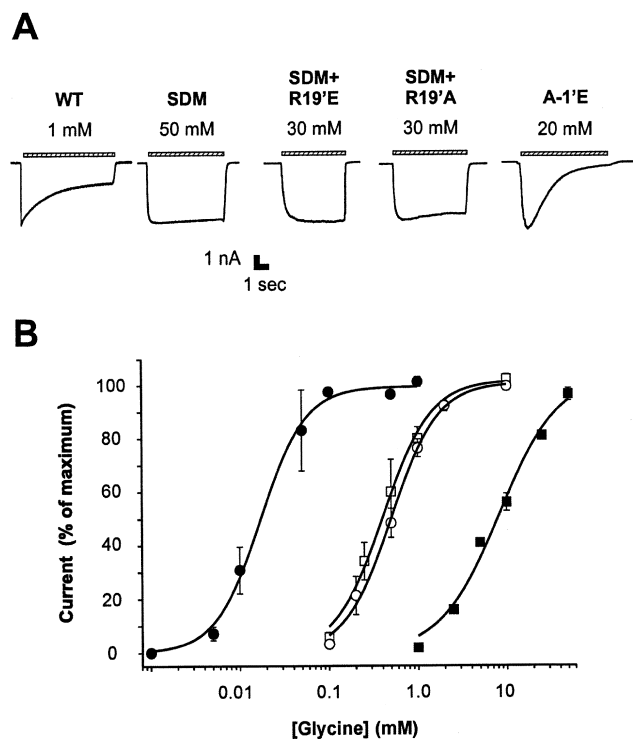 A
WT
1 mM
SDM
50 mM
SDM+
R19'E
30 mM
SDM+
R19'A
30 mM
A-1'E
20 mM
1 nA
1 sec
B
Current (% of maximum)
100
80
60
40
20
0
0.01
0.1
1.0
10
[Glycine] (mM)